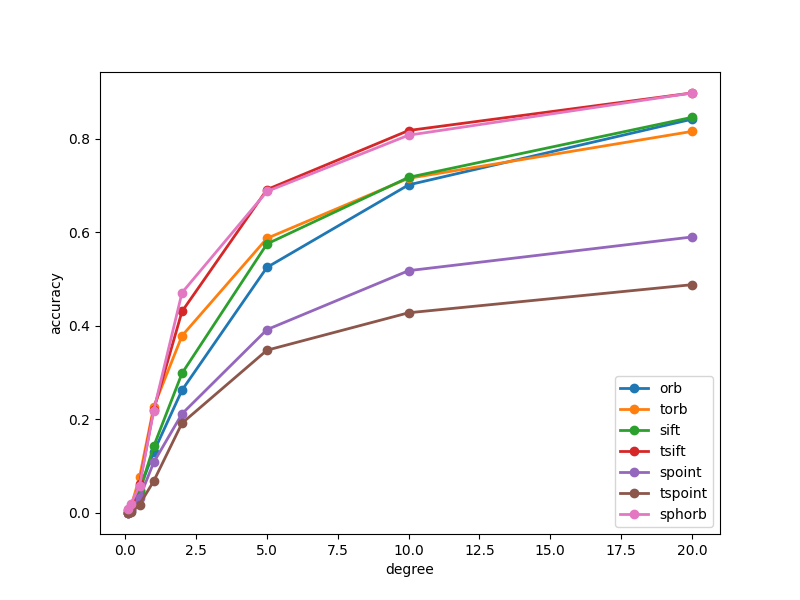 accuracy
0.8
0.6
0.4
0.2
0.0
0.0 2.5 5.0 7.5 10.0 12.5 15.0 17.5 20.0
degree
orb
torb
sift
tsift
spoint
tspoint
sphorb